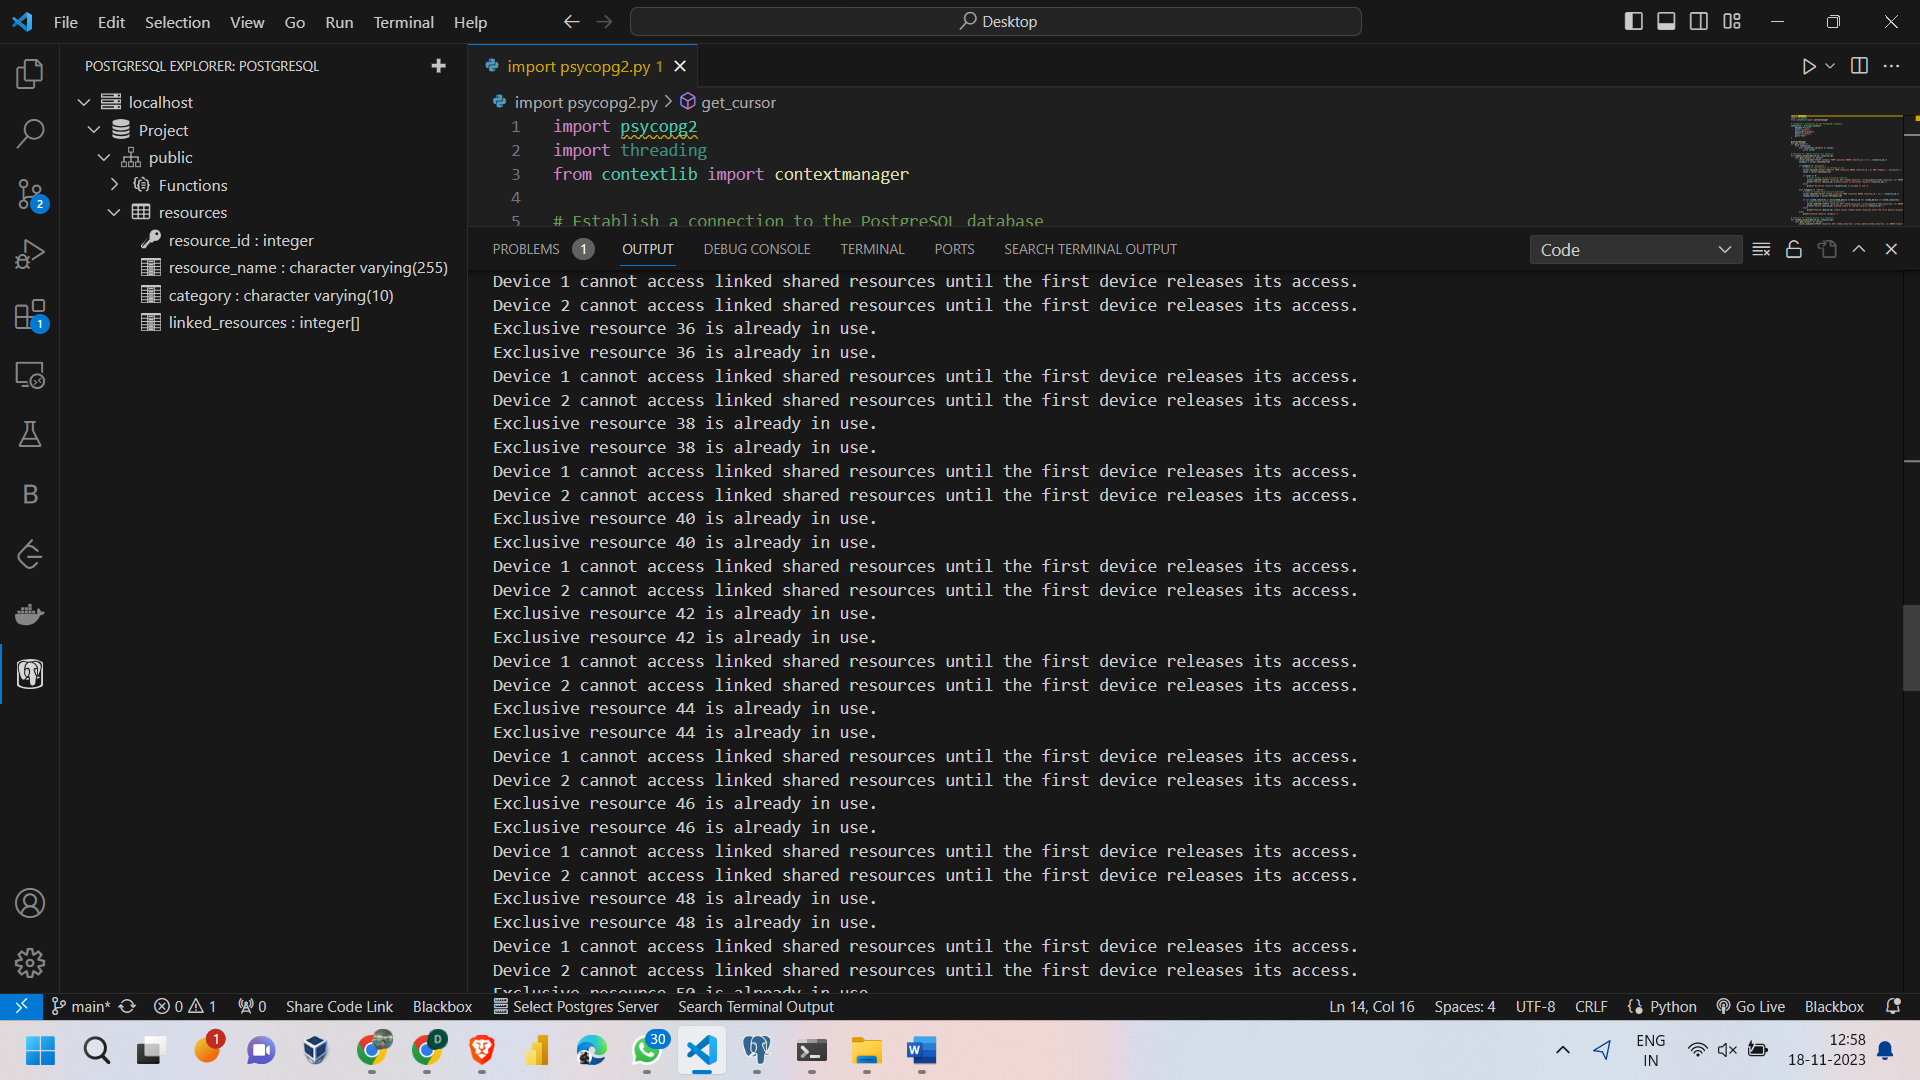 File Edit Selection View Go Run Terminal Help
Desktop
POSTGRESQL EXPLORER: POSTGRESQL
localhost
Project
public
Functions
resources
resource_id : integer
resource_name : character varying(255)
category : character varying(10)
linked_resources : integer[]
import psycopg2.py 1
import psycopg2.py > get_cursor
1 import psycopg2
2 import threading
3 from contextlib import contextmanager
4
5 # Establish a connection to the PostgreSQL database
PROBLEMS 1 OUTPUT DEBUG CONSOLE TERMINAL PORTS SEARCH TERMINAL OUTPUT
Code
Device 1 cannot access linked shared resources until the first device releases its access.
Device 2 cannot access linked shared resources until the first device releases its access.
Exclusive resource 36 is already in use.
Exclusive resource 36 is already in use.
Device 1 cannot access linked shared resources until the first device releases its access.
Device 2 cannot access linked shared resources until the first device releases its access.
Exclusive resource 38 is already in use.
Exclusive resource 38 is already in use.
Device 1 cannot access linked shared resources until the first device releases its access.
Device 2 cannot access linked shared resources until the first device releases its access.
Exclusive resource 40 is already in use.
Exclusive resource 40 is already in use.
Device 1 cannot access linked shared resources until the first device releases its access.
Device 2 cannot access linked shared resources until the first device releases its access.
Exclusive resource 42 is already in use.
Exclusive resource 42 is already in use.
Device 1 cannot access linked shared resources until the first device releases its access.
Device 2 cannot access linked shared resources until the first device releases its access.
Exclusive resource 44 is already in use.
Exclusive resource 44 is already in use.
Device 1 cannot access linked shared resources until the first device releases its access.
Device 2 cannot access linked shared resources until the first device releases its access.
Exclusive resource 46 is already in use.
Exclusive resource 46 is already in use.
Device 1 cannot access linked shared resources until the first device releases its access.
Device 2 cannot access linked shared resources until the first device releases its access.
Exclusive resource 48 is already in use.
Exclusive resource 48 is already in use.
Device 1 cannot access linked shared resources until the first device releases its access.
Device 2 cannot access linked shared resources until the first device releases its access.
Exclusive resource 50 is already in use.
2
1
B
main* 0 1 0 Share Code Link Blackbox Select Postgres Server Search Terminal Output Ln 14, Col 16 Spaces: 4 UTF-8 CRLF Python Go Live Blackbox
1
D
30
W
ENG
IN
12:58
18-11-2023